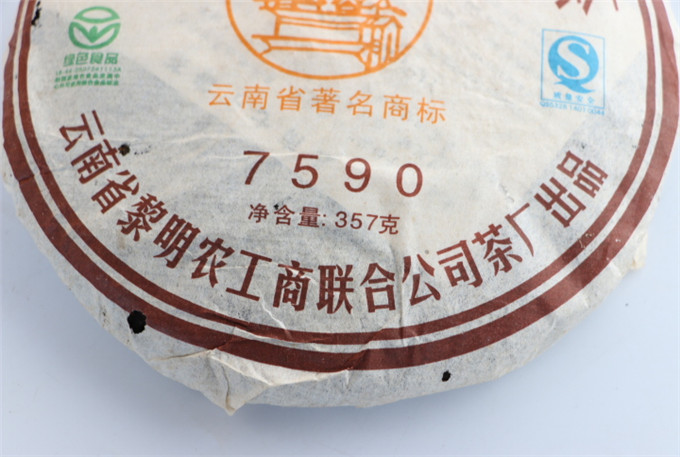 绿色食品
云南省著名商标
7590
净含量: 357克
云南省黎明农工商联合公司茶厂出品